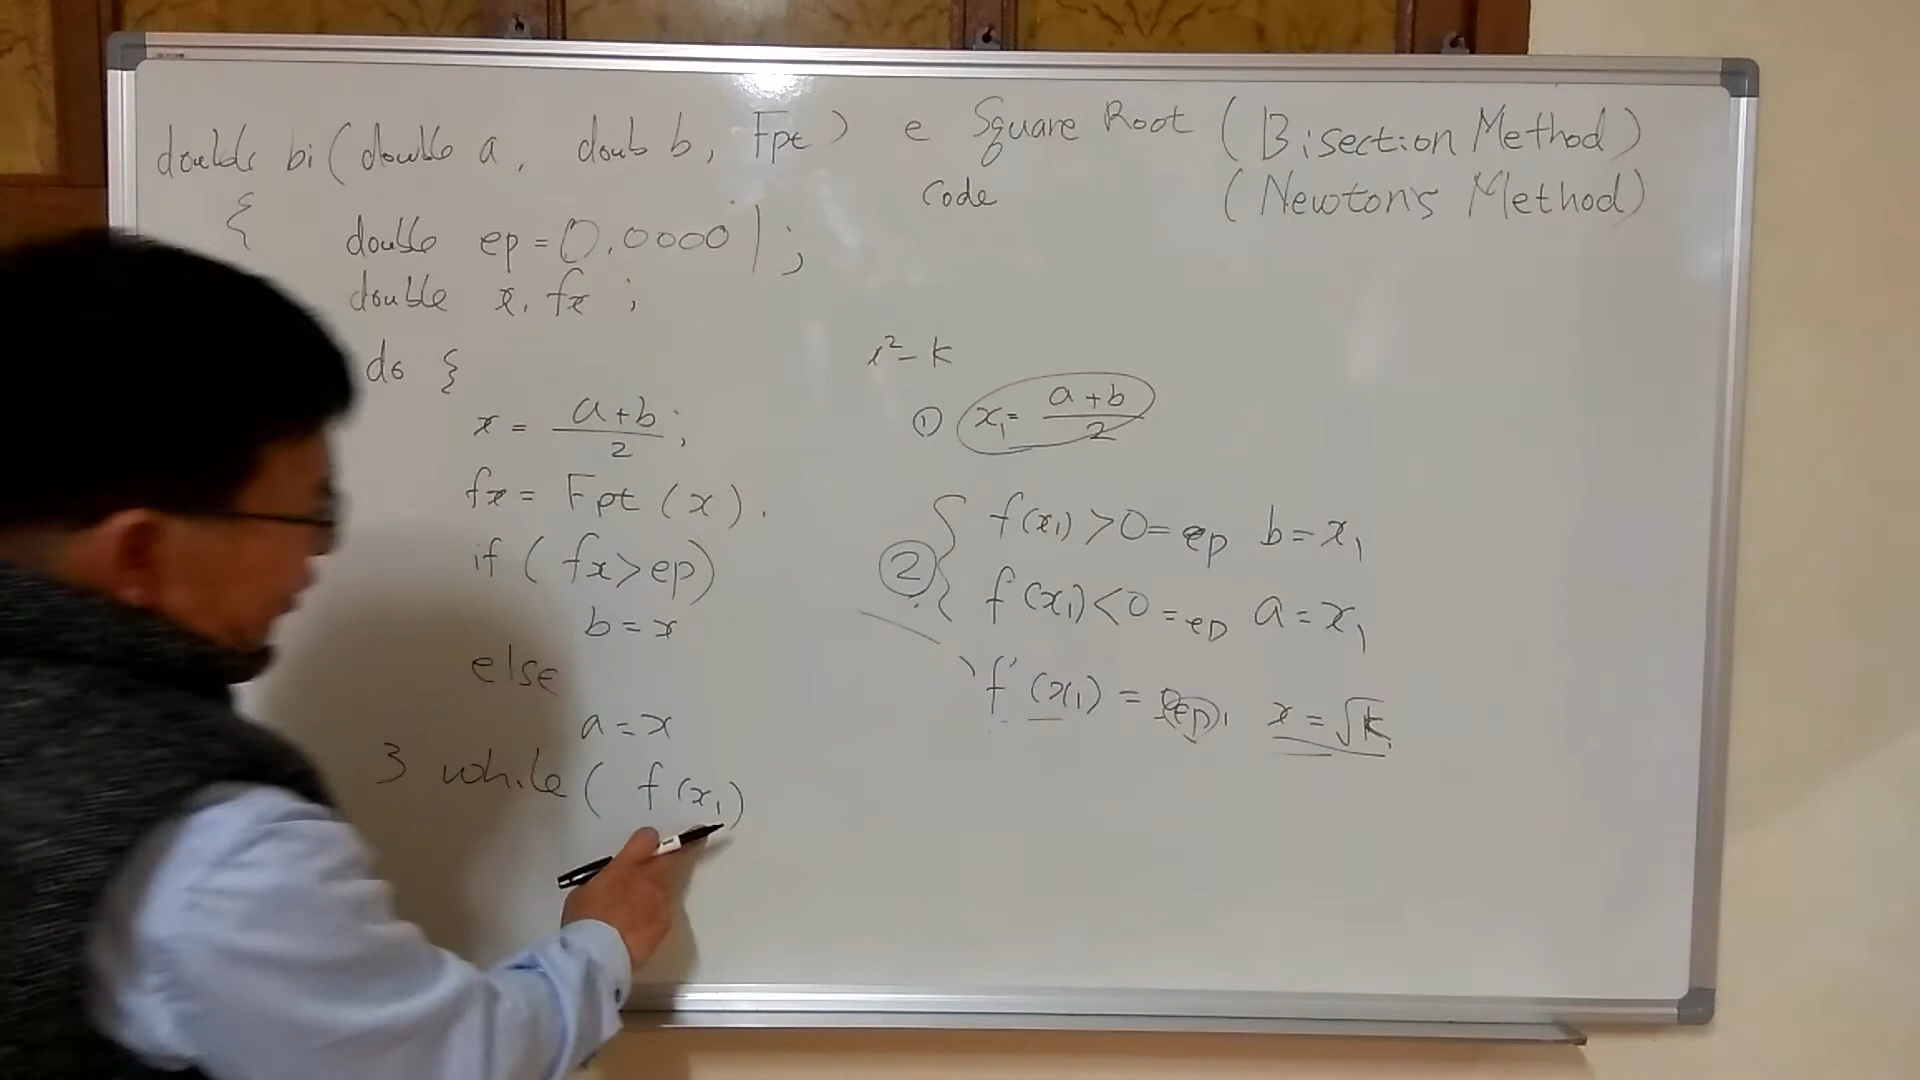 double bi(double a, doub b, Fpt)
{
double ep = 0.00001;
double x, fx ;
do {
x = a+b/2;
fx = Fpt (x).
if ( fx>ep)
b = x
else
a = x
} while ( f(x₁)
e Square Root (Bisection Method)
Code (Newton's Method)
x² - k
① x₁ = a+b/2
② { f(x₁) >0= ep b = x₁
f(x₁) <0 = ep a = x₁
f(x₁) = ep, x = √k